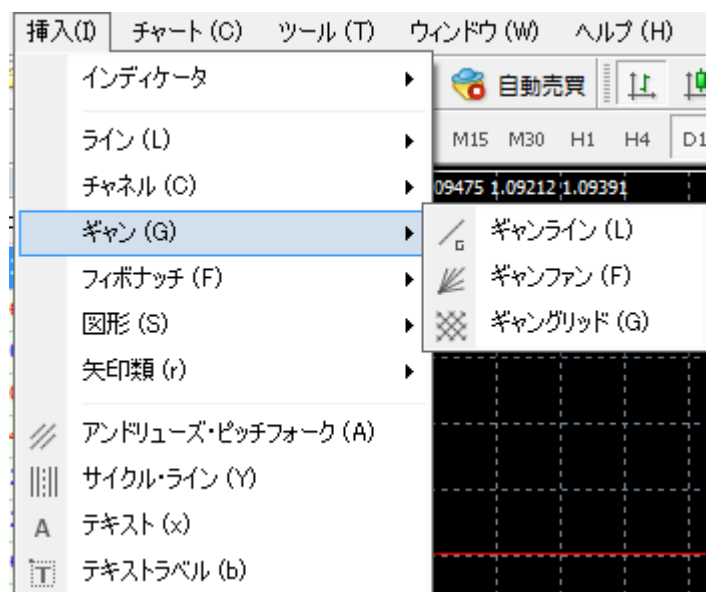 挿入(I) チャート (C) ツール (T) ウィンドウ (W) ヘルプ (H)
インディケータ
自動売買
ライン (L)
M15 M30 H1 H4 D1
チャネル (C)
09475 1.09212 1.09391
ギャン (G)
ギャンライン (L)
ギャンファン (F)
ギャングリッド (G)
フィボナッチ (F)
図形 (S)
矢印類 (r)
アンドリューズ・ピッチフォーク (A)
サイクル・ライン (Y)
A テキスト (x)
T テキストラベル (b)